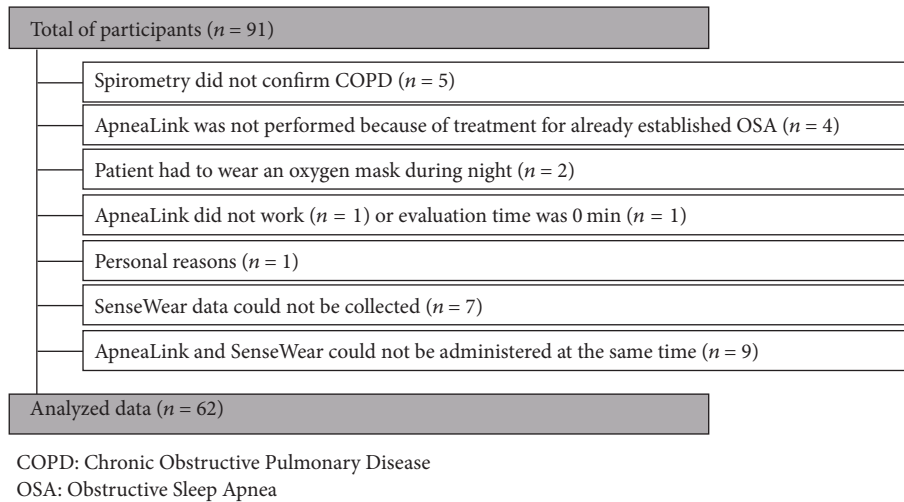 Total of participants (n = 91)
Spirometry did not confirm COPD (n = 5)
ApneaLink was not performed because of treatment for already established OSA (n = 4)
Patient had to wear an oxygen mask during night (n = 2)
ApneaLink did not work (n = 1) or evaluation time was 0 min (n = 1)
Personal reasons (n = 1)
SenseWear data could not be collected (n = 7)
ApneaLink and SenseWear could not be administered at the same time (n = 9)
Analyzed data (n = 62)
COPD: Chronic Obstructive Pulmonary Disease
OSA: Obstructive Sleep Apnea